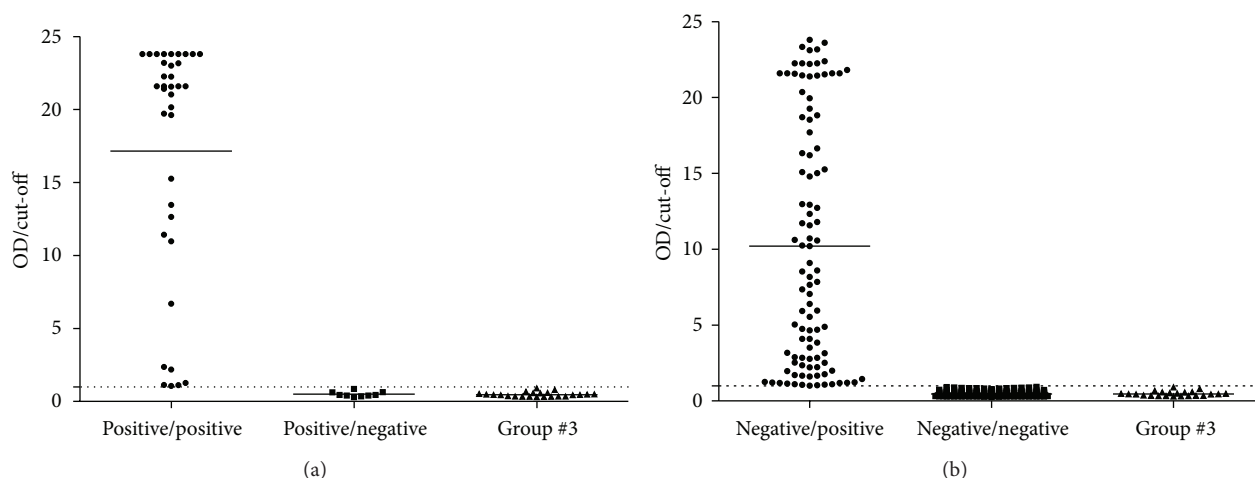 25
20
15
10
5
0
OD/cut-off
Positive/positive
Positive/negative
Group #3
(a)
25
20
15
10
5
0
OD/cut-off
Negative/positive
Negative/negative
Group #3
(b)